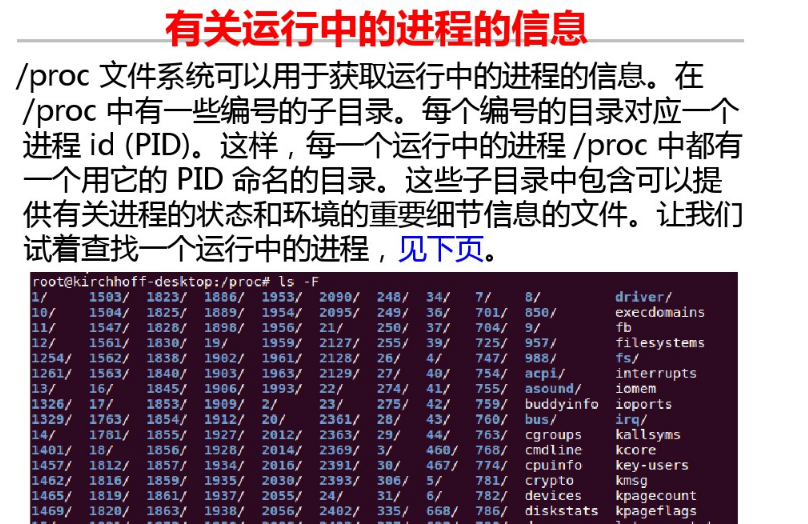 有关运行中的进程的信息
/proc 文件系统可以用于获取运行中的进程的信息。在
/proc 中有一些编号的子目录。每个编号的目录对应一个
进程 id (PID)。这样，每一个运行中的进程 /proc 中都有
一个用它的 PID 命名的目录。这些子目录中包含可以提
供有关进程的状态和环境的重要细节信息的文件。让我们
试着查找一个运行中的进程，见下页。
root@kirchhoff-desktop:/proc# ls -F
1/ 1503/ 1823/ 1886/ 1953/ 2090/ 248/ 34/ 7/ 8/ driver/
10/ 1504/ 1825/ 1889/ 1954/ 2095/ 249/ 36/ 701/ 850/ execdomains
11/ 1547/ 1828/ 1898/ 1956/ 21/ 250/ 37/ 704/ 9/ fb
12/ 1561/ 1830/ 19/ 1959/ 2127/ 255/ 39/ 725/ 957/ filesystems
1254/ 1562/ 1838/ 1902/ 1961/ 2128/ 26/ 4/ 747/ 988/ fs/
1261/ 1563/ 1840/ 1903/ 1963/ 2129/ 27/ 40/ 754/ acpi/ interrupts
13/ 16/ 1845/ 1906/ 1993/ 22/ 274/ 41/ 755/ asound/ iomem
1326/ 17/ 1853/ 1909/ 2/ 23/ 275/ 42/ 759/ buddyinfo ioports
1329/ 1763/ 1854/ 1912/ 20/ 2361/ 28/ 43/ 760/ bus/ irq/
14/ 1781/ 1855/ 1927/ 2012/ 2363/ 29/ 44/ 763/ cgroups kallsyms
1401/ 18/ 1856/ 1928/ 2014/ 2369/ 3/ 460/ 768/ cmdline kcore
1457/ 1812/ 1857/ 1934/ 2016/ 2391/ 30/ 467/ 774/ cpuinfo key-users
1462/ 1816/ 1859/ 1935/ 2030/ 2393/ 306/ 5/ 781/ crypto kmsg
1465/ 1819/ 1861/ 1937/ 2055/ 24/ 31/ 6/ 782/ devices kpagecount
1469/ 1820/ 1863/ 1938/ 2056/ 2402/ 335/ 668/ 786/ diskstats kpageflags